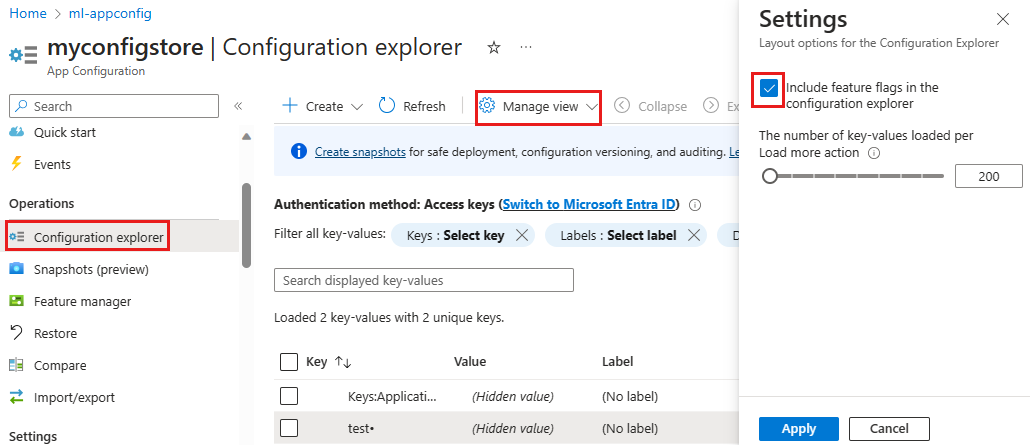 Home > ml-appconfig
myconfigstore | Configuration explorer
App Configuration
Search
Quick start
Events
Operations
Configuration explorer
Snapshots (preview)
Feature manager
Restore
Compare
Import/export
Settings
Create Refresh Manage view Collapse
Create snapshots for safe deployment, configuration versioning, and auditing.
Authentication method: Access keys (Switch to Microsoft Entra ID)
Filter all key-values: Keys : Select key Labels : Select label
Search displayed key-values
Loaded 2 key-values with 2 unique keys.
Key Value Label
Keys:Applicati... (Hidden value) (No label)
test• (Hidden value) (No label)
Settings
Layout options for the Configuration Explorer
Include feature flags in the
configuration explorer
The number of key-values loaded per
Load more action
200
Apply Cancel